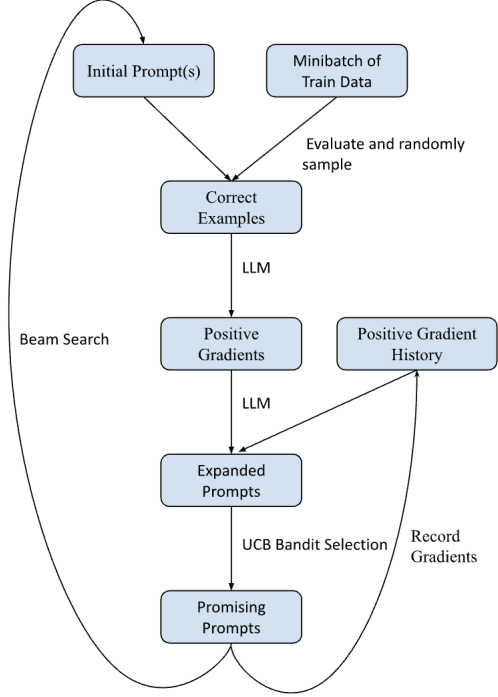 Initial Prompt(s)
Minibatch of
Train Data
Evaluate and randomly
sample
Correct
Examples
LLM
Beam Search
Positive
Gradients
Positive Gradient
History
LLM
Expanded
Prompts
UCB Bandit Selection
Record
Gradients
Promising
Prompts